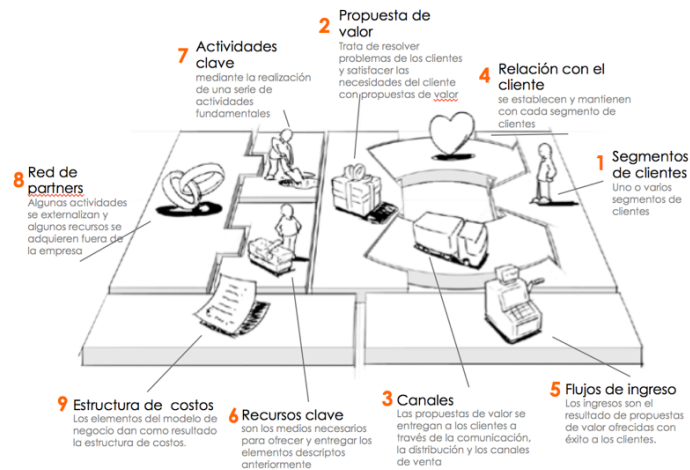 2 Propuesta de
valor
Trata de resolver
problemas de los clientes
y satisfacer las
necesidades del cliente
con propuestas de valor
7 Actividades
clave
mediante la realización
de una serie de
actividades
fundamentales
4 Relación con el
cliente
se establecen y mantienen
con cada segmento de
clientes
1 Segmentos
de clientes
Uno o varios
segmentos de
clientes
8 Red de
partners
Algunas actividades
se externalizan y
algunos recursos se
adquieren fuera de
la empresa
9 Estructura de costos
Los elementos del modelo de
negocio dan como resultado
la estructura de costos.
6 Recursos clave
son los medios necesarios
para ofrecer y entregar los
elementos descriptos
anteriormente
3 Canales
Las propuestas de valor se
entregan a los clientes a
través de la comunicación,
la distribución y los canales
de venta
5 Flujos de ingreso
Los ingresos son el
resultado de propuestas
de valor ofrecidas con
éxito a los clientes.